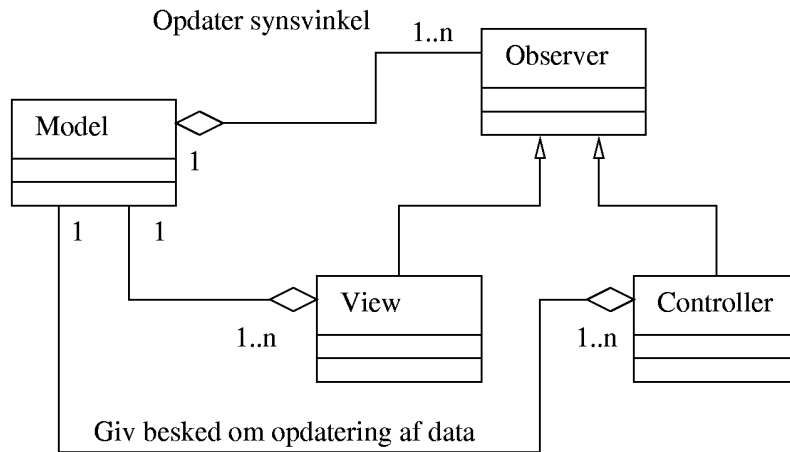 Opdater synsvinkel
1..n
Observer
Model
1
1
1
View
Controller
1..n
1..n
Giv besked om opdatering af data